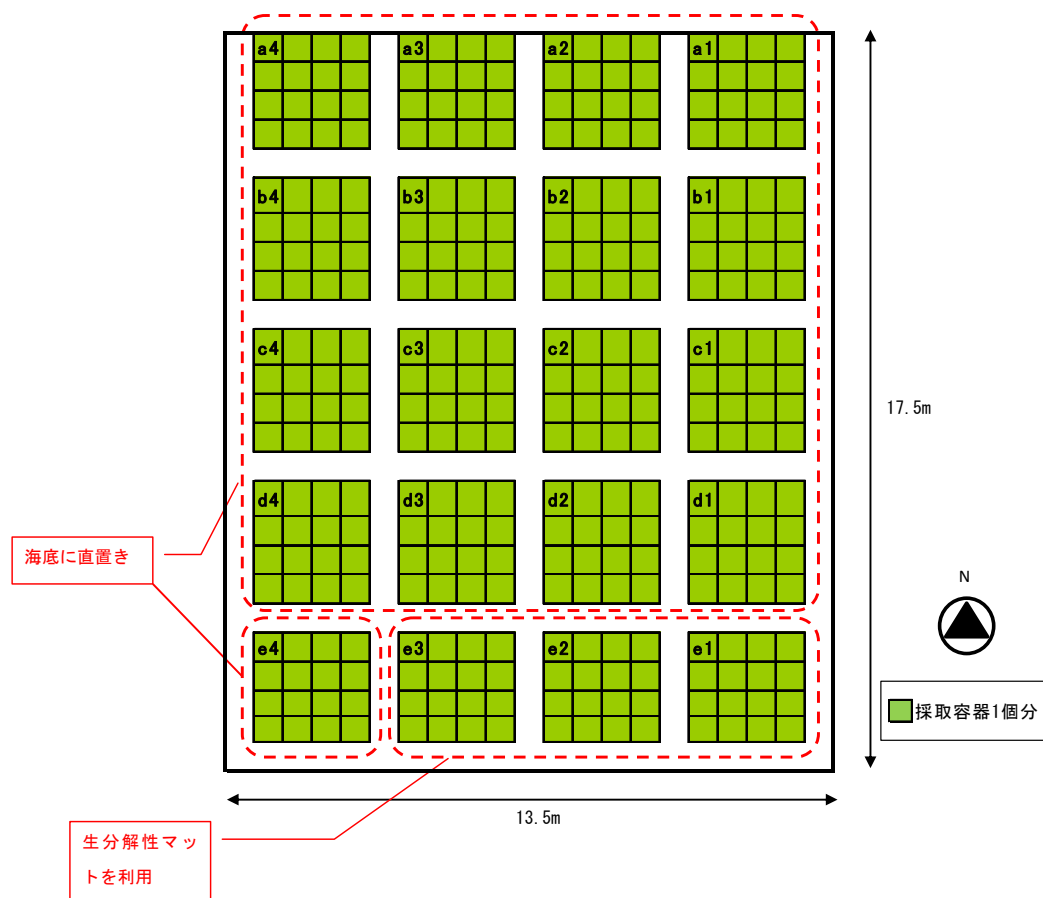 a4 a3 a2 a1
b4 b3 b2 b1
c4 c3 c2 c1
17.5m
d4 d3 d2 d1
海底に直置き
N
e4 e3 e2 e1
採取容器1個分
13.5m
生分解性マッ
トを利用